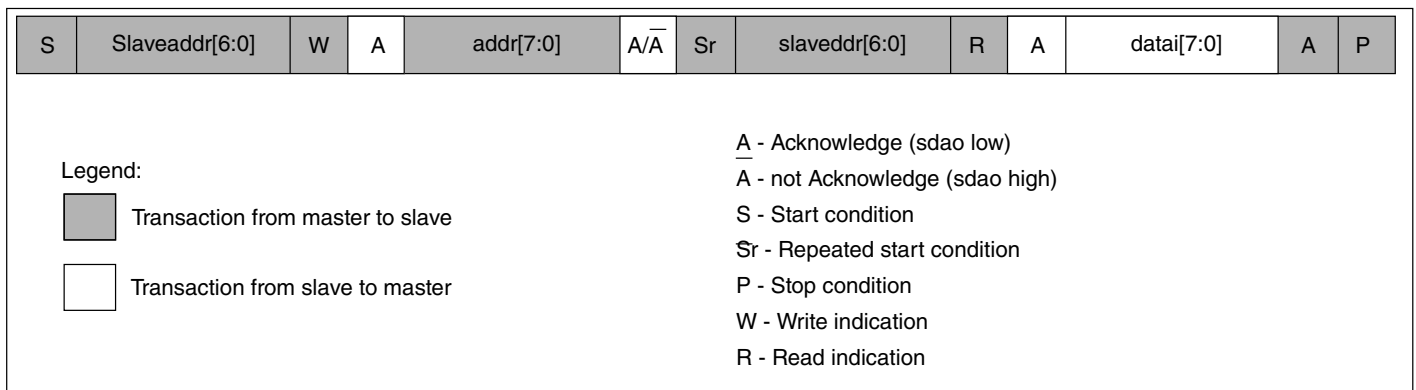 S Slaveaddr[6:0] W A addr[7:0] A/A̅ Sr slaveddr[6:0] R A datai[7:0] A P
Legend:
Transaction from master to slave
Transaction from slave to master
A - Acknowledge (sdao low)
A̅ - not Acknowledge (sdao high)
S - Start condition
Sr - Repeated start condition
P - Stop condition
W - Write indication
R - Read indication